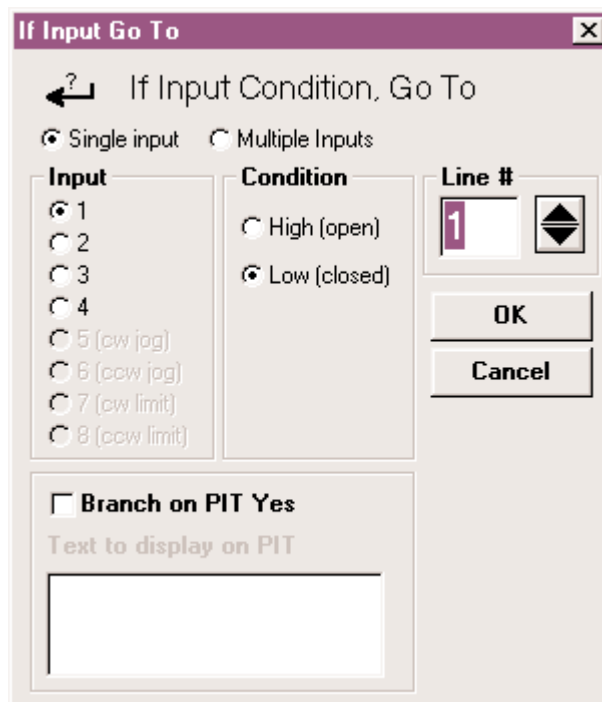 If Input Go To
? If Input Condition, Go To
Single input Multiple Inputs
Input
1
2
3
4
5 (cw jog)
6 (ccw jog)
7 (cw limit)
8 (ccw limit)
Condition
High (open)
Low (closed)
Line #
1
OK
Cancel
Branch on PIT Yes
Text to display on PIT